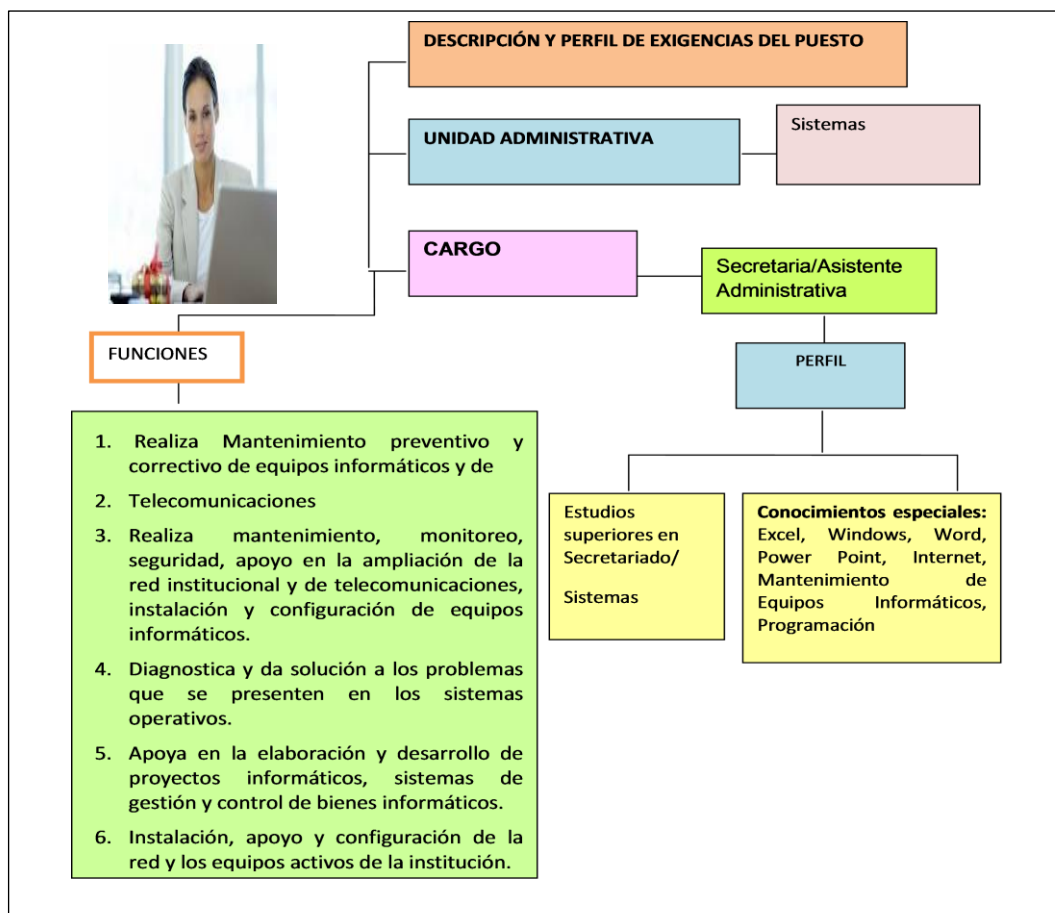 DESCRIPCIÓN Y PERFIL DE EXIGENCIAS DEL PUESTO
UNIDAD ADMINISTRATIVA
Sistemas
CARGO
Secretaria/Asistente
Administrativa
FUNCIONES
PERFIL
1. Realiza Mantenimiento preventivo y
correctivo de equipos informáticos y de
2. Telecomunicaciones
3. Realiza mantenimiento, monitoreo,
seguridad, apoyo en la ampliación de la
red institucional y de telecomunicaciones,
instalación y configuración de equipos
informáticos.
4. Diagnostica y da solución a los problemas
que se presenten en los sistemas
operativos.
5. Apoya en la elaboración y desarrollo de
proyectos informáticos, sistemas de
gestión y control de bienes informáticos.
6. Instalación, apoyo y configuración de la
red y los equipos activos de la institución.
Estudios
superiores en
Secretariado/
Sistemas
Conocimientos especiales:
Excel, Windows, Word,
Power Point, Internet,
Mantenimiento de
Equipos Informáticos,
Programación